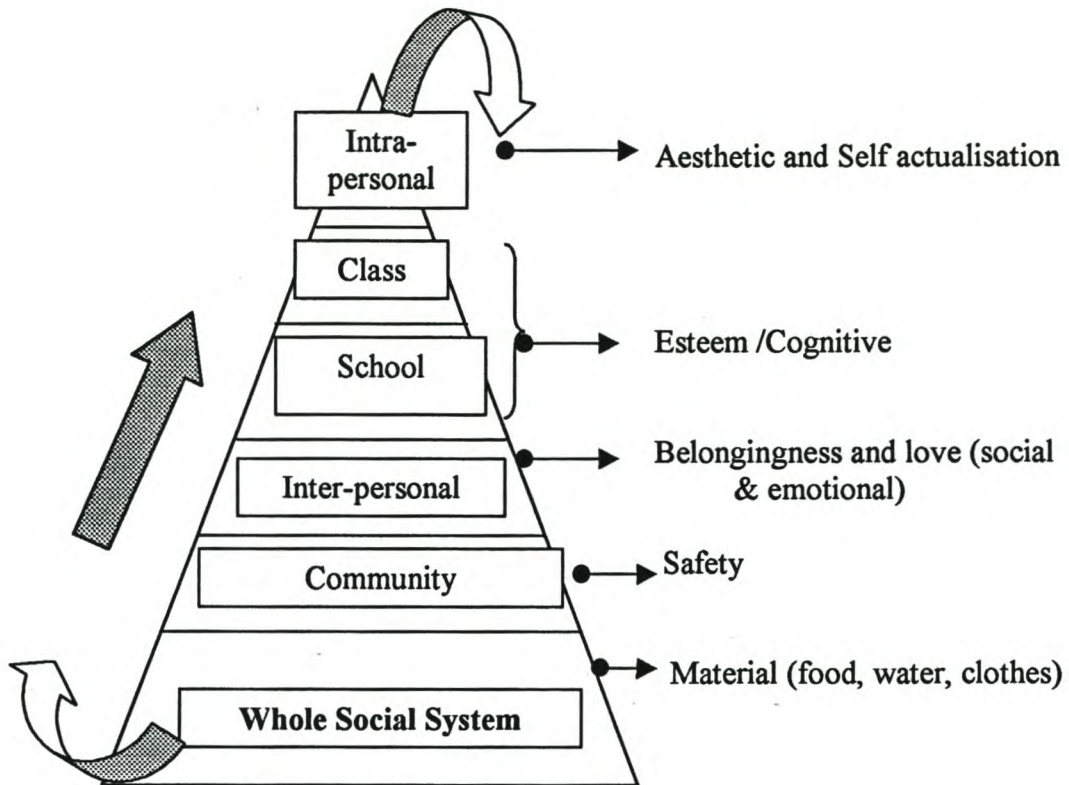 Intra-
personal
Aesthetic and Self actualisation
Class
Esteem /Cognitive
School
Belongingness and love (social
& emotional)
Inter-personal
Safety
Community
Material (food, water, clothes)
Whole Social System